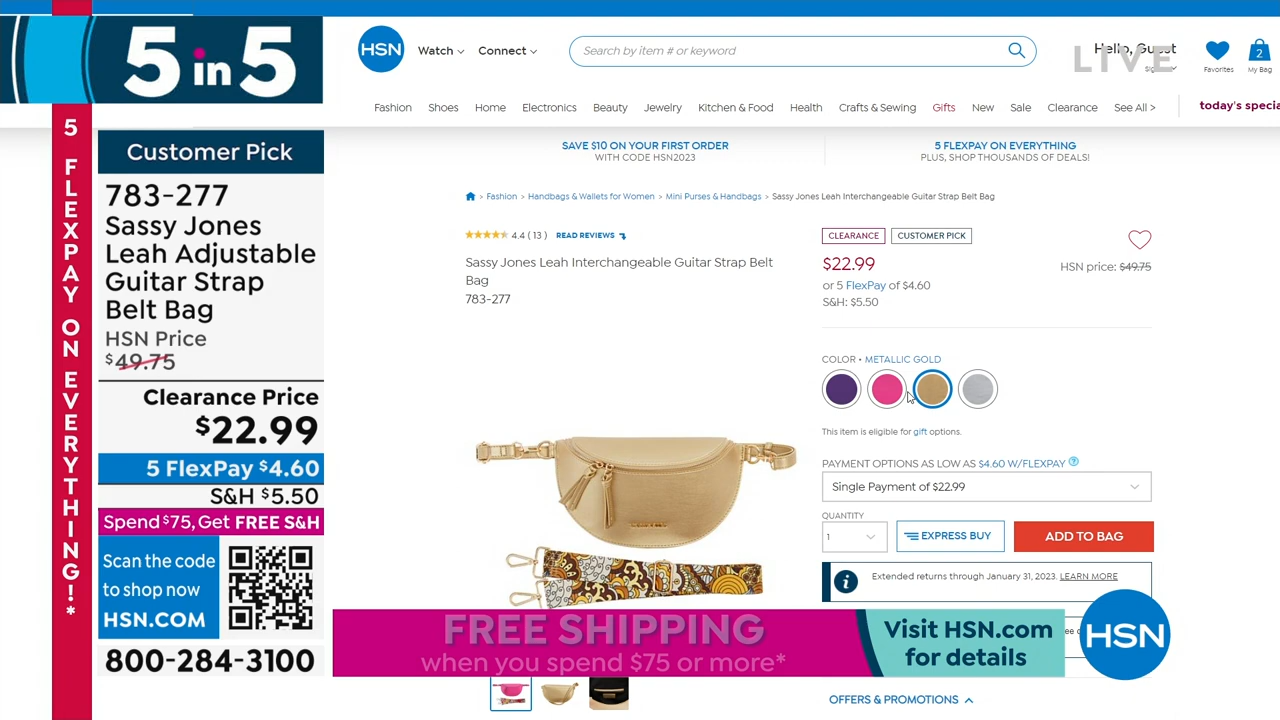 5 in 5
5 FLEXPAY ON EVERYTHING!*
Customer Pick
783-277
Sassy Jones
Leah Adjustable
Guitar Strap
Belt Bag
HSN Price
$49.75
Clearance Price
$22.99
5 FlexPay $4.60
S&H $5.50
Spend $75, Get FREE S&H
Scan the code
to shop now
HSN.COM
800-284-3100
HSN
Watch
Connect
Search by item # or keyword
Hello, Guest
LIVE
Favorites
2
My Bag
Fashion Shoes Home Electronics Beauty Jewelry Kitchen & Food Health Crafts & Sewing Gifts New Sale Clearance See All >
today's specia
SAVE $10 ON YOUR FIRST ORDER
WITH CODE HSN2023
5 FLEXPAY ON EVERYTHING
PLUS, SHOP THOUSANDS OF DEALS!
> Fashion > Handbags & Wallets for Women > Mini Purses & Handbags > Sassy Jones Leah Interchangeable Guitar Strap Belt Bag
4.4 ( 13 ) READ REVIEWS
Sassy Jones Leah Interchangeable Guitar Strap Belt
Bag
783-277
CLEARANCE
CUSTOMER PICK
$22.99
HSN price: $49.75
or 5 FlexPay of $4.60
S&H: $5.50
COLOR • METALLIC GOLD
This item is eligible for gift options.
PAYMENT OPTIONS AS LOW AS $4.60 W/FLEXPAY ?
Single Payment of $22.99
QUANTITY
1
EXPRESS BUY
ADD TO BAG
Extended returns through January 31, 2023. LEARN MORE
FREE SHIPPING
when you spend $75 or more*
Visit HSN.com
for details
HSN
OFFERS & PROMOTIONS